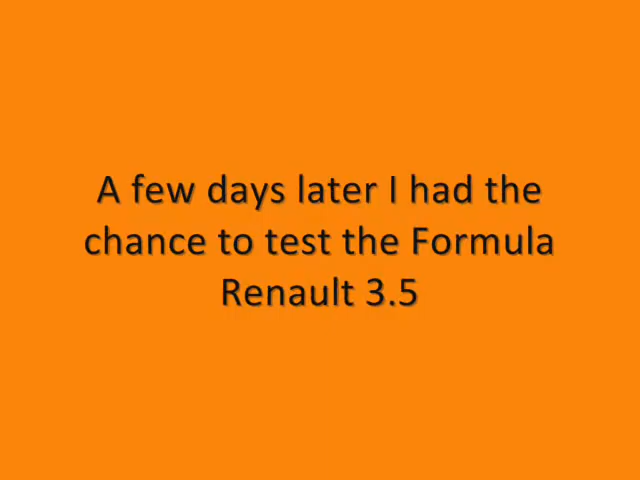 A few days later I had the
chance to test the Formula
Renault 3.5